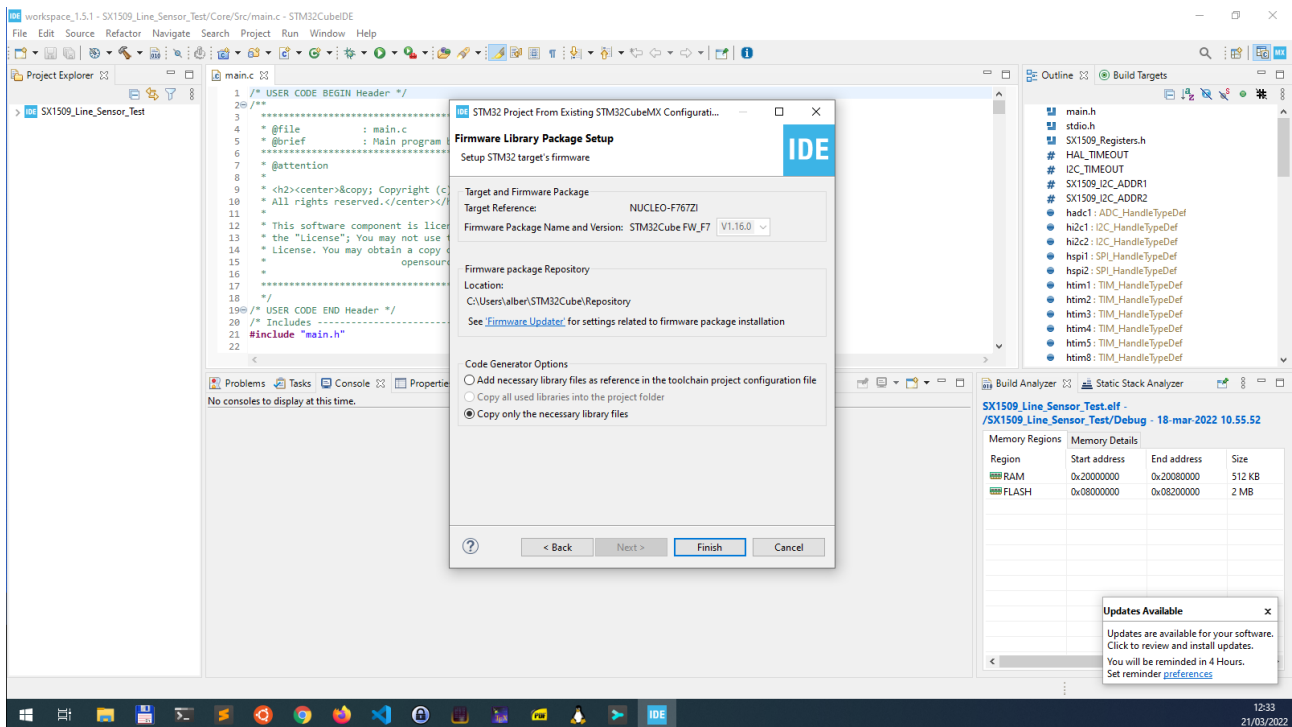 IDE workspace_1.5.1 - SX1509_Line_Sensor_Test/Core/Src/main.c - STM32CubeIDE
File Edit Source Refactor Navigate Search Project Run Window Help
Project Explorer
SX1509_Line_Sensor_Test
main.c
1 /* USER CODE BEGIN Header */
2 /**
3
4 * @file : main.c
5 * @brief : Main program
6
7 * @attention
8 *
9 * <h2><center>&copy; Copyright (c)
10 * All rights reserved.</center></
11 *
12 * This software component is licen
13 * the "License"; You may not use
14 * License. You may obtain a copy
15 * opensourc
16 *
17
18 */
19 /* USER CODE END Header */
20 /* Includes
21 #include "main.h"
22
IDE STM32 Project From Existing STM32CubeMX Configurati...
Firmware Library Package Setup
Setup STM32 target's firmware
IDE
Target and Firmware Package
Target Reference: NUCLEO-F767ZI
Firmware Package Name and Version: STM32Cube FW_F7 V1.16.0
Firmware package Repository
Location:
C:\Users\alber\STM32Cube\Repository
See 'Firmware Updater' for settings related to firmware package installation
Code Generator Options
Add necessary library files as reference in the toolchain project configuration file
Copy all used libraries into the project folder
Copy only the necessary library files
< Back Next > Finish Cancel
Outline Build Targets
main.h
stdio.h
SX1509_Registers.h
HAL_TIMEOUT
I2C_TIMEOUT
SX1509_I2C_ADDR1
SX1509_I2C_ADDR2
hadc1 : ADC_HandleTypeDef
hi2c1 : I2C_HandleTypeDef
hi2c2 : I2C_HandleTypeDef
hspi1 : SPI_HandleTypeDef
hspi2 : SPI_HandleTypeDef
htim1 : TIM_HandleTypeDef
htim2 : TIM_HandleTypeDef
htim3 : TIM_HandleTypeDef
htim4 : TIM_HandleTypeDef
htim5 : TIM_HandleTypeDef
htim8 : TIM_HandleTypeDef
Problems Tasks Console Propertie
No consoles to display at this time.
Build Analyzer Static Stack Analyzer
SX1509_Line_Sensor_Test.elf -
/SX1509_Line_Sensor_Test/Debug - 18-mar-2022 10.55.52
Memory Regions Memory Details
Region Start address End address Size
RAM 0x20000000 0x20080000 512 KB
FLASH 0x08000000 0x08200000 2 MB
Updates Available x
Updates are available for your software.
Click to review and install updates.
You will be reminded in 4 Hours.
Set reminder preferences
IDE
12:33
21/03/2022